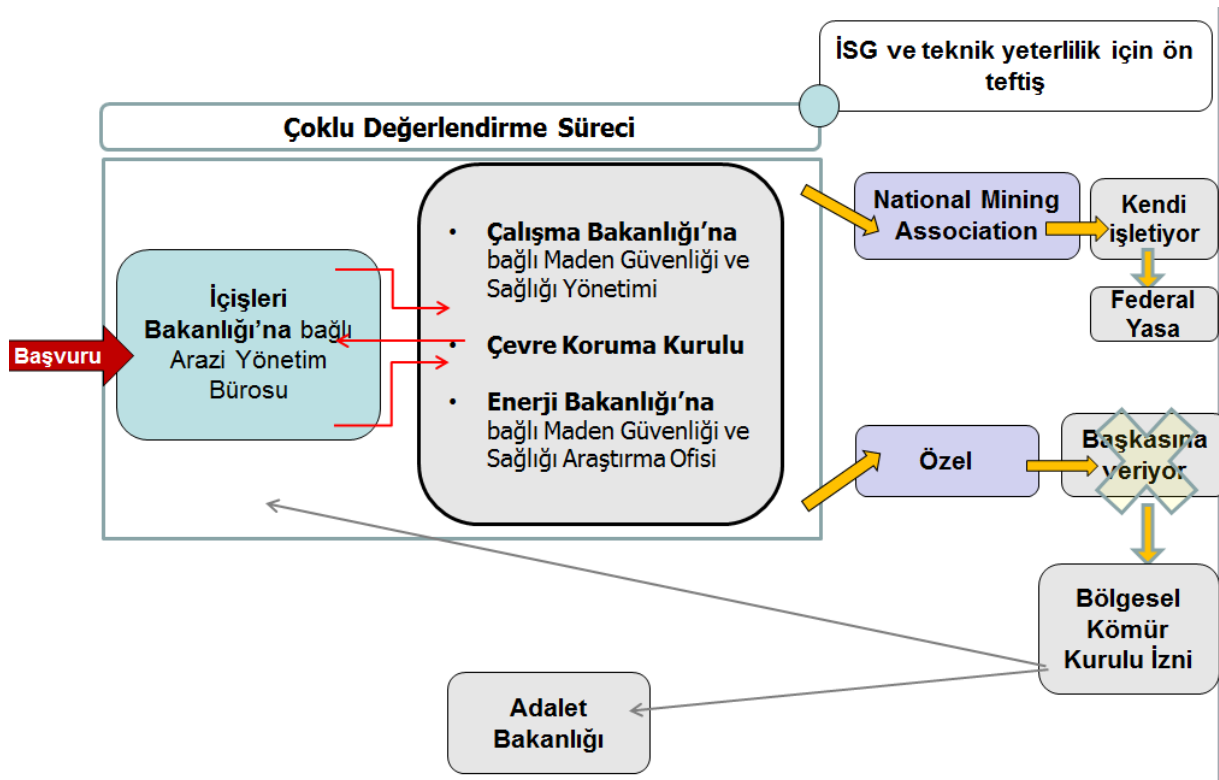 İSG ve teknik yeterlilik için ön
teftiş
Çoklu Değerlendirme Süreci
Başvuru
İçişleri
Bakanlığı’na bağlı
Arazi Yönetim
Bürosu
• Çalışma Bakanlığı’na
bağlı Maden Güvenliği ve
Sağlığı Yönetimi
• Çevre Koruma Kurulu
• Enerji Bakanlığı’na
bağlı Maden Güvenliği ve
Sağlığı Araştırma Ofisi
National Mining
Association
Kendi
işletiyor
Federal
Yasa
Özel
Başkasına
veriyor
Bölgesel
Kömür
Kurulu İzni
Adalet
Bakanlığı